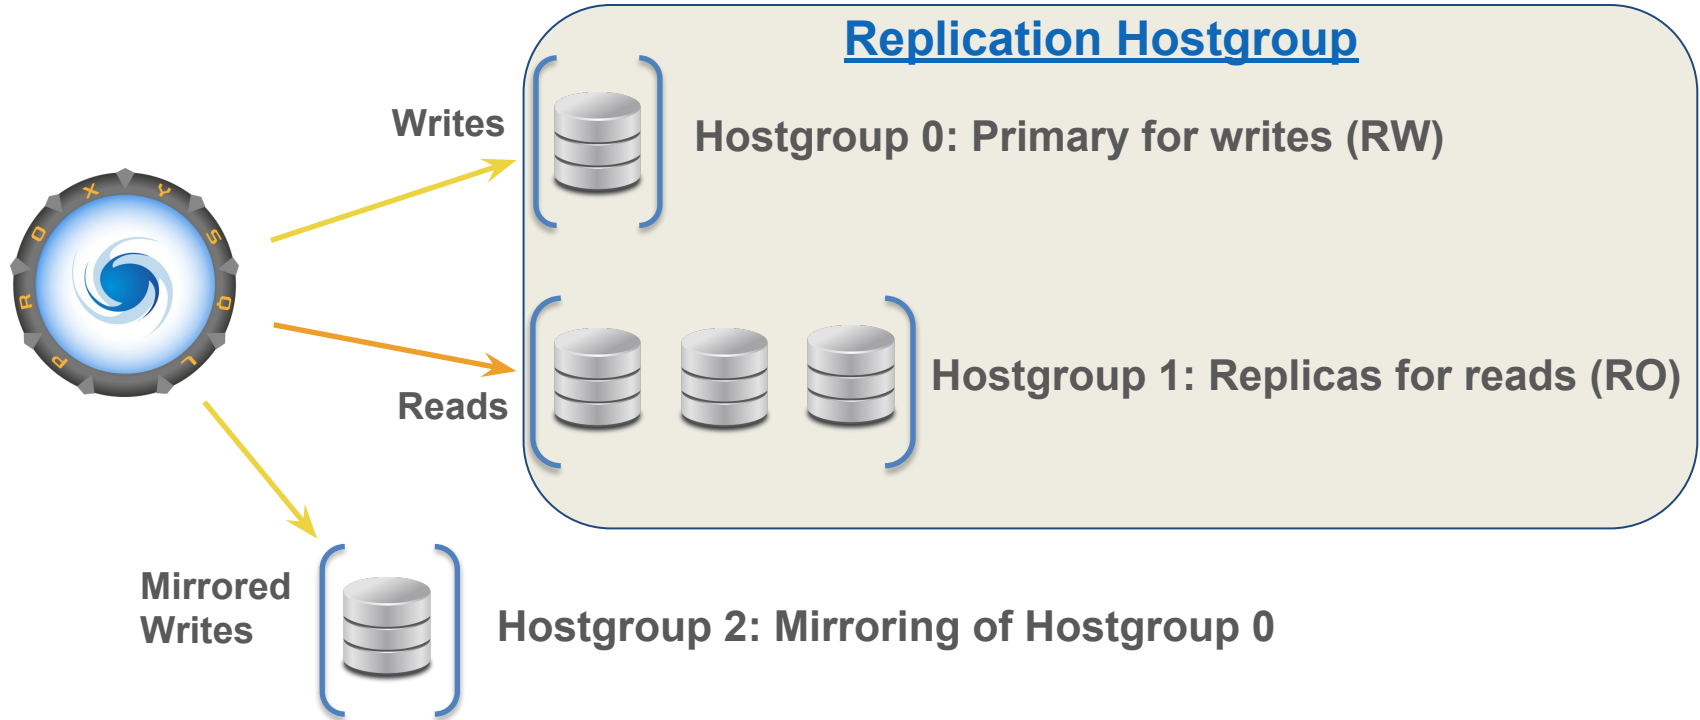 Replication Hostgroup
Writes
Hostgroup 0: Primary for writes (RW)
PROXYSQL
Hostgroup 1: Replicas for reads (RO)
Reads
Mirrored
Writes
Hostgroup 2: Mirroring of Hostgroup 0